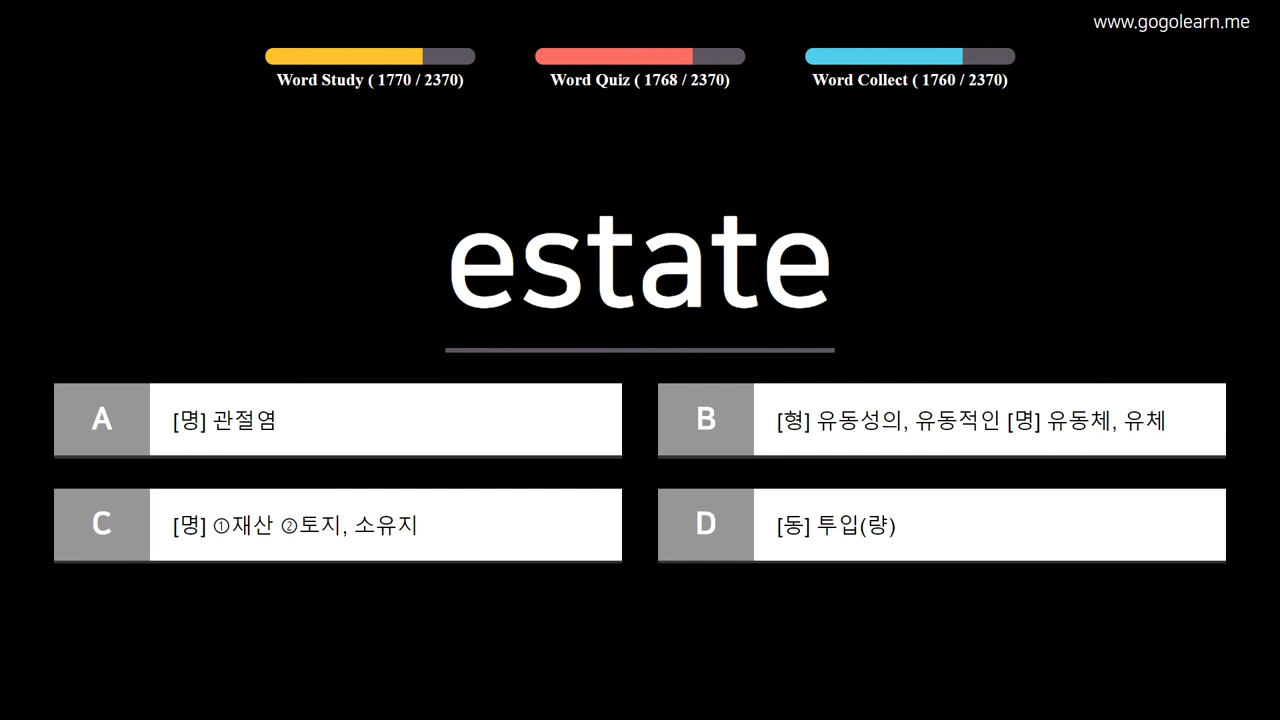 www.gogolearn.me
Word Study ( 1770 / 2370)
Word Quiz ( 1768 / 2370)
Word Collect ( 1760 / 2370)
estate
A [명] 관절염
B [형] 유동성의, 유동적인 [명] 유동체, 유체
C [명] ①재산 ②토지, 소유지
D [동] 투입(량)